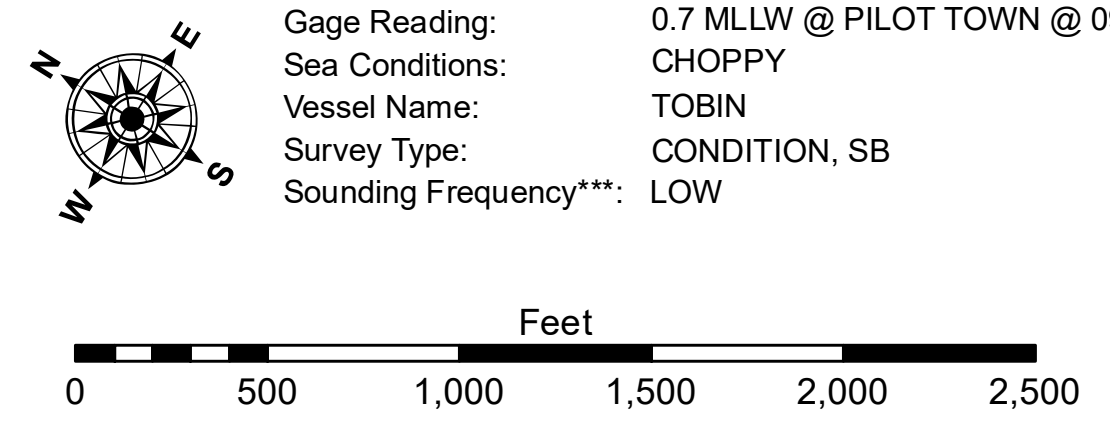 N
E
S
W
Gage Reading: 0.7 MLLW @ PILOT TOWN @ 09
Sea Conditions: CHOPPY
Vessel Name: TOBIN
Survey Type: CONDITION, SB
Sounding Frequency***: LOW
Feet
0 500 1,000 1,500 2,000 2,500